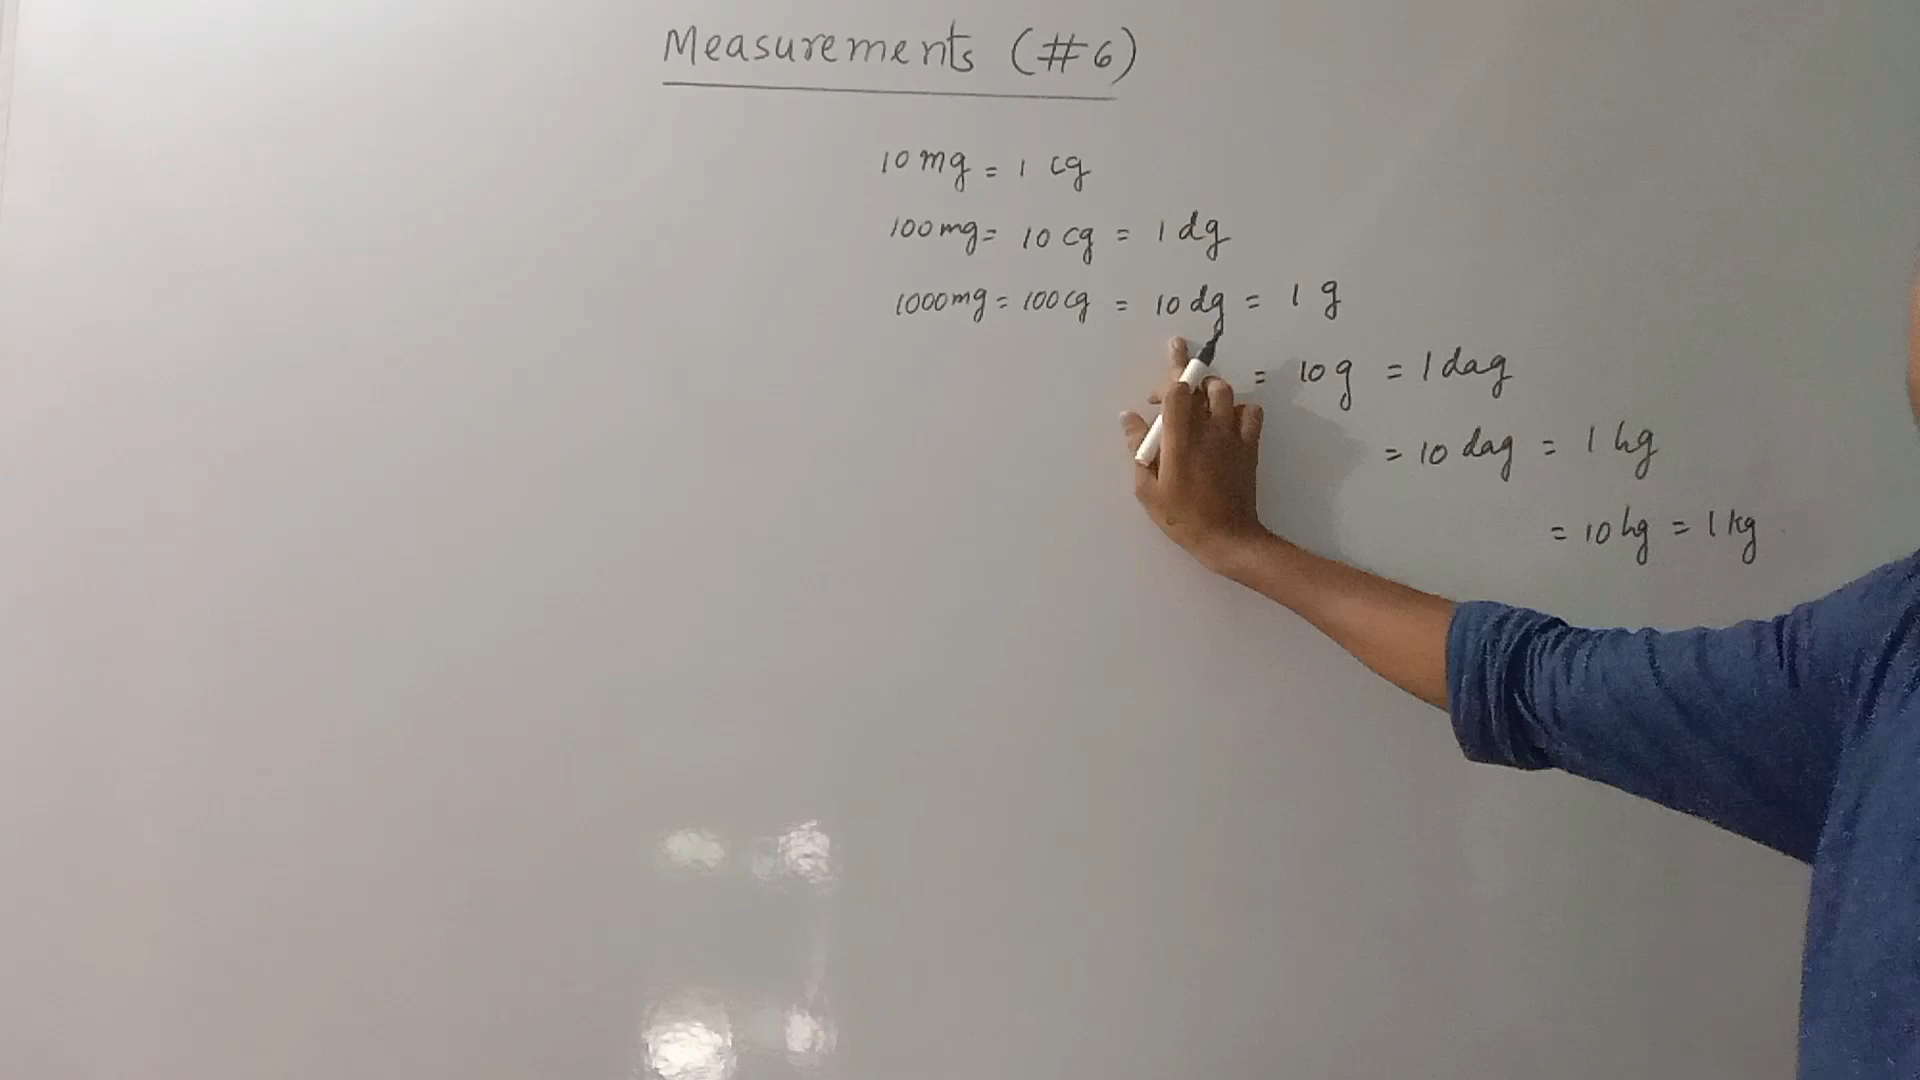 Measurements (#6)
10 mg = 1 cg
100 mg = 10 cg = 1 dg
1000 mg = 100 cg = 10 dg = 1 g
= 10 g = 1 dag
= 10 dag = 1 hg
= 10 hg = 1 kg